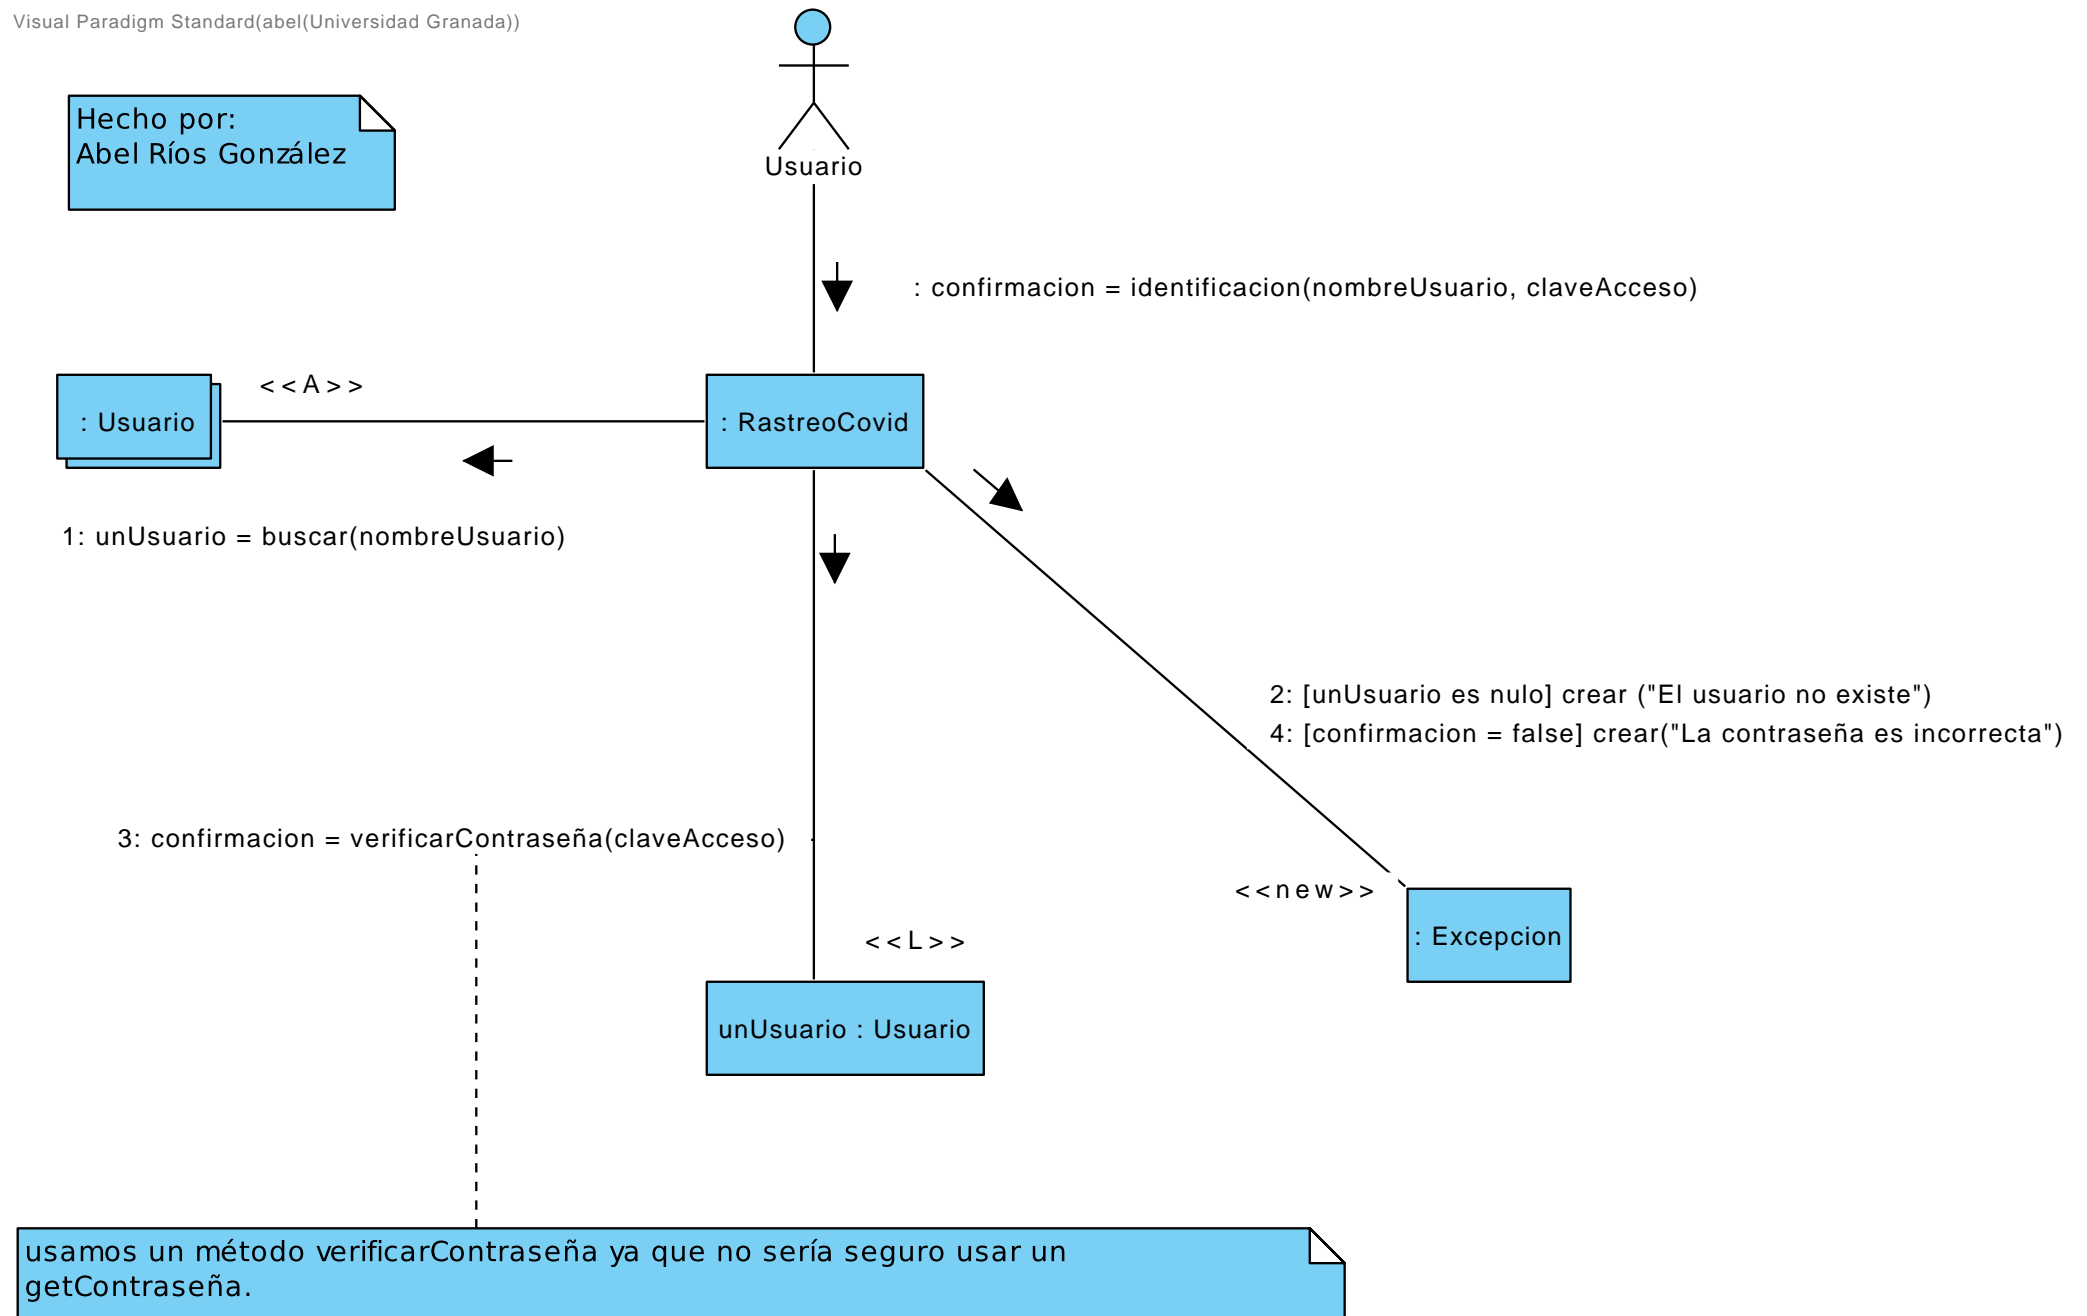 Visual Paradigm Standard(abel(Universidad Granada))
Hecho por:
Abel Ríos González
Usuario
: confirmacion = identificacion(nombreUsuario, claveAcceso)
<<A>>
: Usuario
: RastreoCovid
1: unUsuario = buscar(nombreUsuario)
2: [unUsuario es nulo] crear ("El usuario no existe")
4: [confirmacion = false] crear("La contraseña es incorrecta")
3: confirmacion = verificarContraseña(claveAcceso)
<<new>>
: Excepcion
<<L>>
unUsuario : Usuario
usamos un método verificarContraseña ya que no sería seguro usar un
getContraseña.